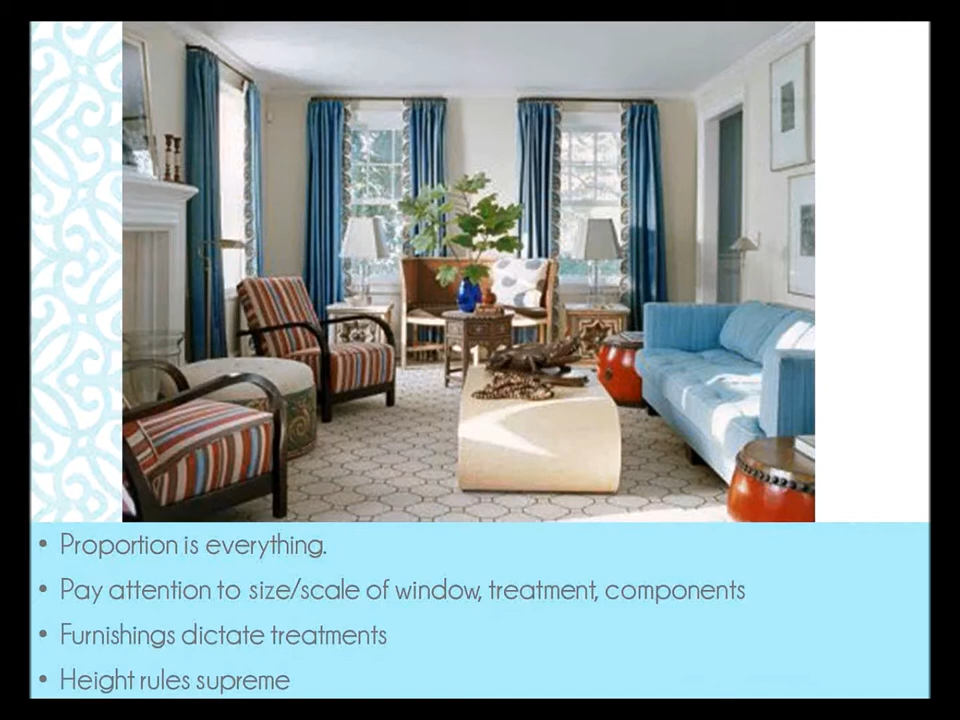 • Proportion is everything.
• Pay attention to size/scale of window, treatment, components
• Furnishings dictate treatments
• Height rules supreme